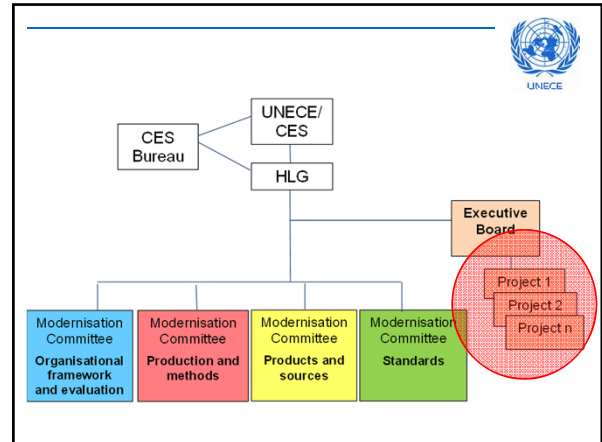 UNECE
UNECE/
CES
CES
Bureau
HLG
Executive
Board
Project 1
Project 2
Project n
Modernisation
Committee
Organisational
framework
and evaluation
Modernisation
Committee
Production and
methods
Modernisation
Committee
Products and
sources
Modernisation
Committee
Standards